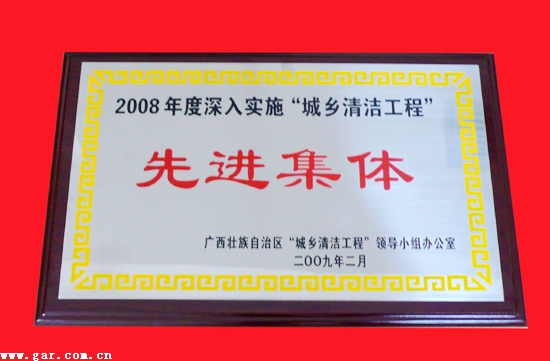 2008年度深入实施“城乡清洁工程”
先进集体
广西壮族自治区“城乡清洁工程”领导小组办公室
二〇〇九年二月
www.gar.com.cn